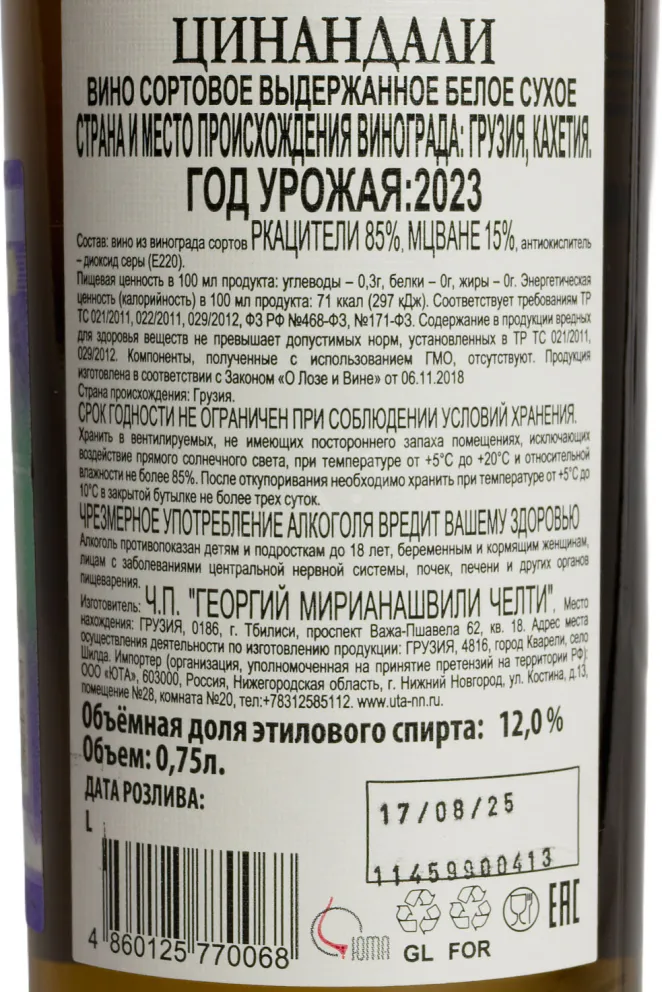 ЦИНАНДАЛИ
ВИНО СОРТОВОЕ ВЫДЕРЖАННОЕ БЕЛОЕ СУХОЕ
СТРАНА И МЕСТО ПРОИСХОЖДЕНИЯ ВИНОГРАДА: ГРУЗИЯ, КАХЕТИЯ.
ГОД УРОЖАЯ:2023
Состав: вино из винограда сортов РКАЦИТЕЛИ 85%, МЦВАНЕ 15%, антиокислитель
– диоксид серы (Е220).
Пищевая ценность в 100 мл продукта: углеводы – 0,3г, белки – 0г, жиры – 0г. Энергетическая
ценность (калорийность) в 100 мл продукта: 71 ккал (297 кДж). Соответствует требованиям ТР
ТС 021/2011, 022/2011, 029/2012, ФЗ РФ №468-ФЗ, №171-ФЗ. Содержание в продукции вредных
для здоровья веществ не превышает допустимых норм, установленных в ТР ТС 021/2011,
029/2012. Компоненты, полученные с использованием ГМО, отсутствуют. Продукция
изготовлена в соответствии с Законом «О Лозе и Вине» от 06.11.2018
Страна происхождения: Грузия.
СРОК ГОДНОСТИ НЕ ОГРАНИЧЕН ПРИ СОБЛЮДЕНИИ УСЛОВИЙ ХРАНЕНИЯ.
Хранить в вентилируемых, не имеющих постороннего запаха помещениях, исключающих
воздействие прямого солнечного света, при температуре от +5°С до +20°С и относительной
влажности не более 85%. После откупоривания необходимо хранить при температуре от +5°С до
10°С в закрытой бутылке не более трех суток.
ЧРЕЗМЕРНОЕ УПОТРЕБЛЕНИЕ АЛКОГОЛЯ ВРЕДИТ ВАШЕМУ ЗДОРОВЬЮ
Алкоголь противопоказан детям и подросткам до 18 лет, беременным и кормящим женщинам,
лицам с заболеваниями центральной нервной системы, почек, печени и других органов
пищеварения.
Изготовитель: Ч.П. "ГЕОРГИЙ МИРИАНАШВИЛИ ЧЕЛТИ", Место
нахождения: ГРУЗИЯ, 0186, г. Тбилиси, проспект Важа-Пшавела 62, кв. 18. Адрес места
осуществления деятельности по изготовлению продукции: ГРУЗИЯ, 4816, город Кварели, село
Шилда. Импортер (организация, уполномоченная на принятие претензий на территории РФ):
ООО «ЮТА», 603000, Россия, Нижегородская область, г. Нижний Новгород, ул. Костина, д.13,
помещение №28, комната №20, тел:+78312585112. www.uta-nn.ru.
Объёмная доля этилового спирта: 12,0 %
Объем: 0,75л.
ДАТА РОЗЛИВА:
L
17/08/25
11459900413
4 860125 770068
ЮТА
GL FOR
EAC